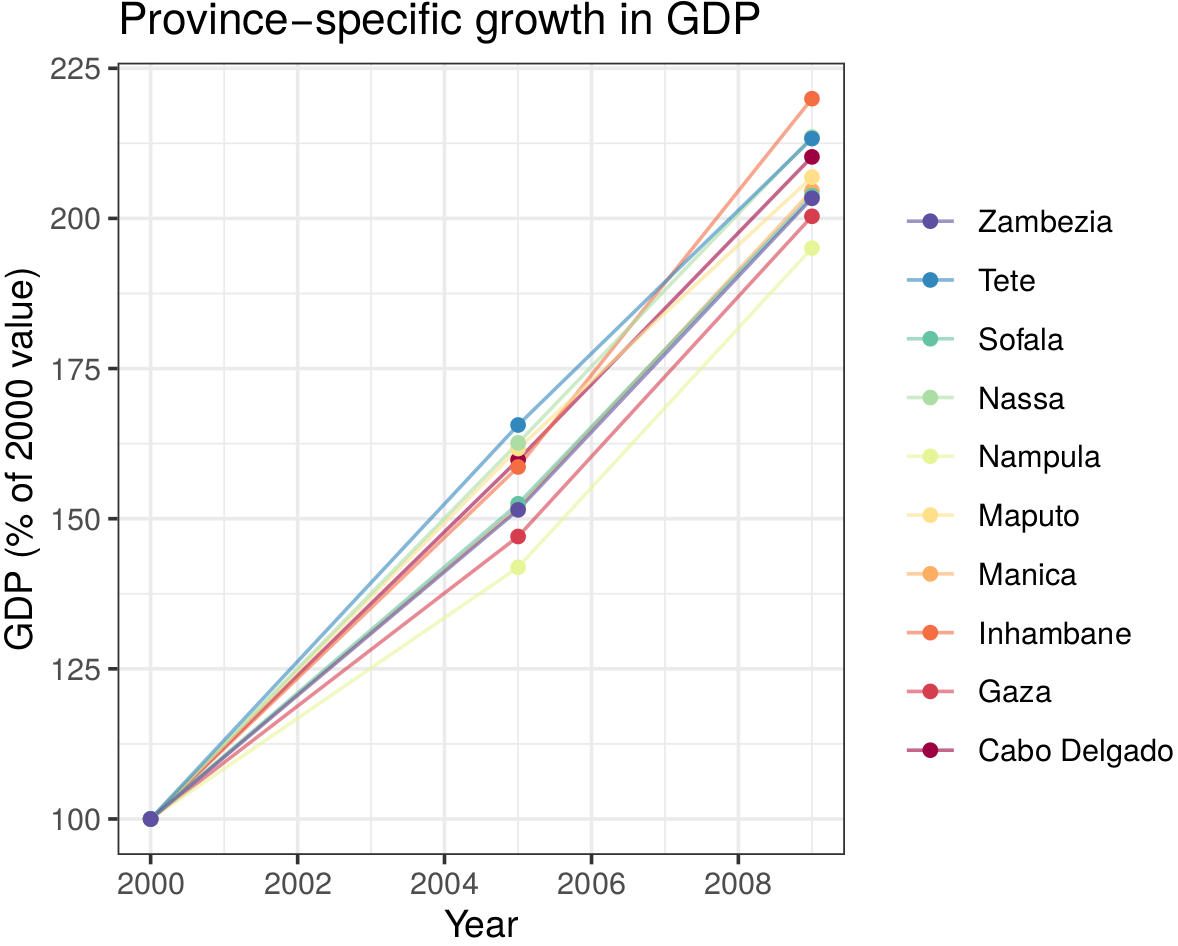 Province−specific growth in GDP
225
200
175
150
125
100
GDP (% of 2000 value)
2000 2002 2004 2006 2008
Year
Zambezia
Tete
Sofala
Nassa
Nampula
Maputo
Manica
Inhambane
Gaza
Cabo Delgado